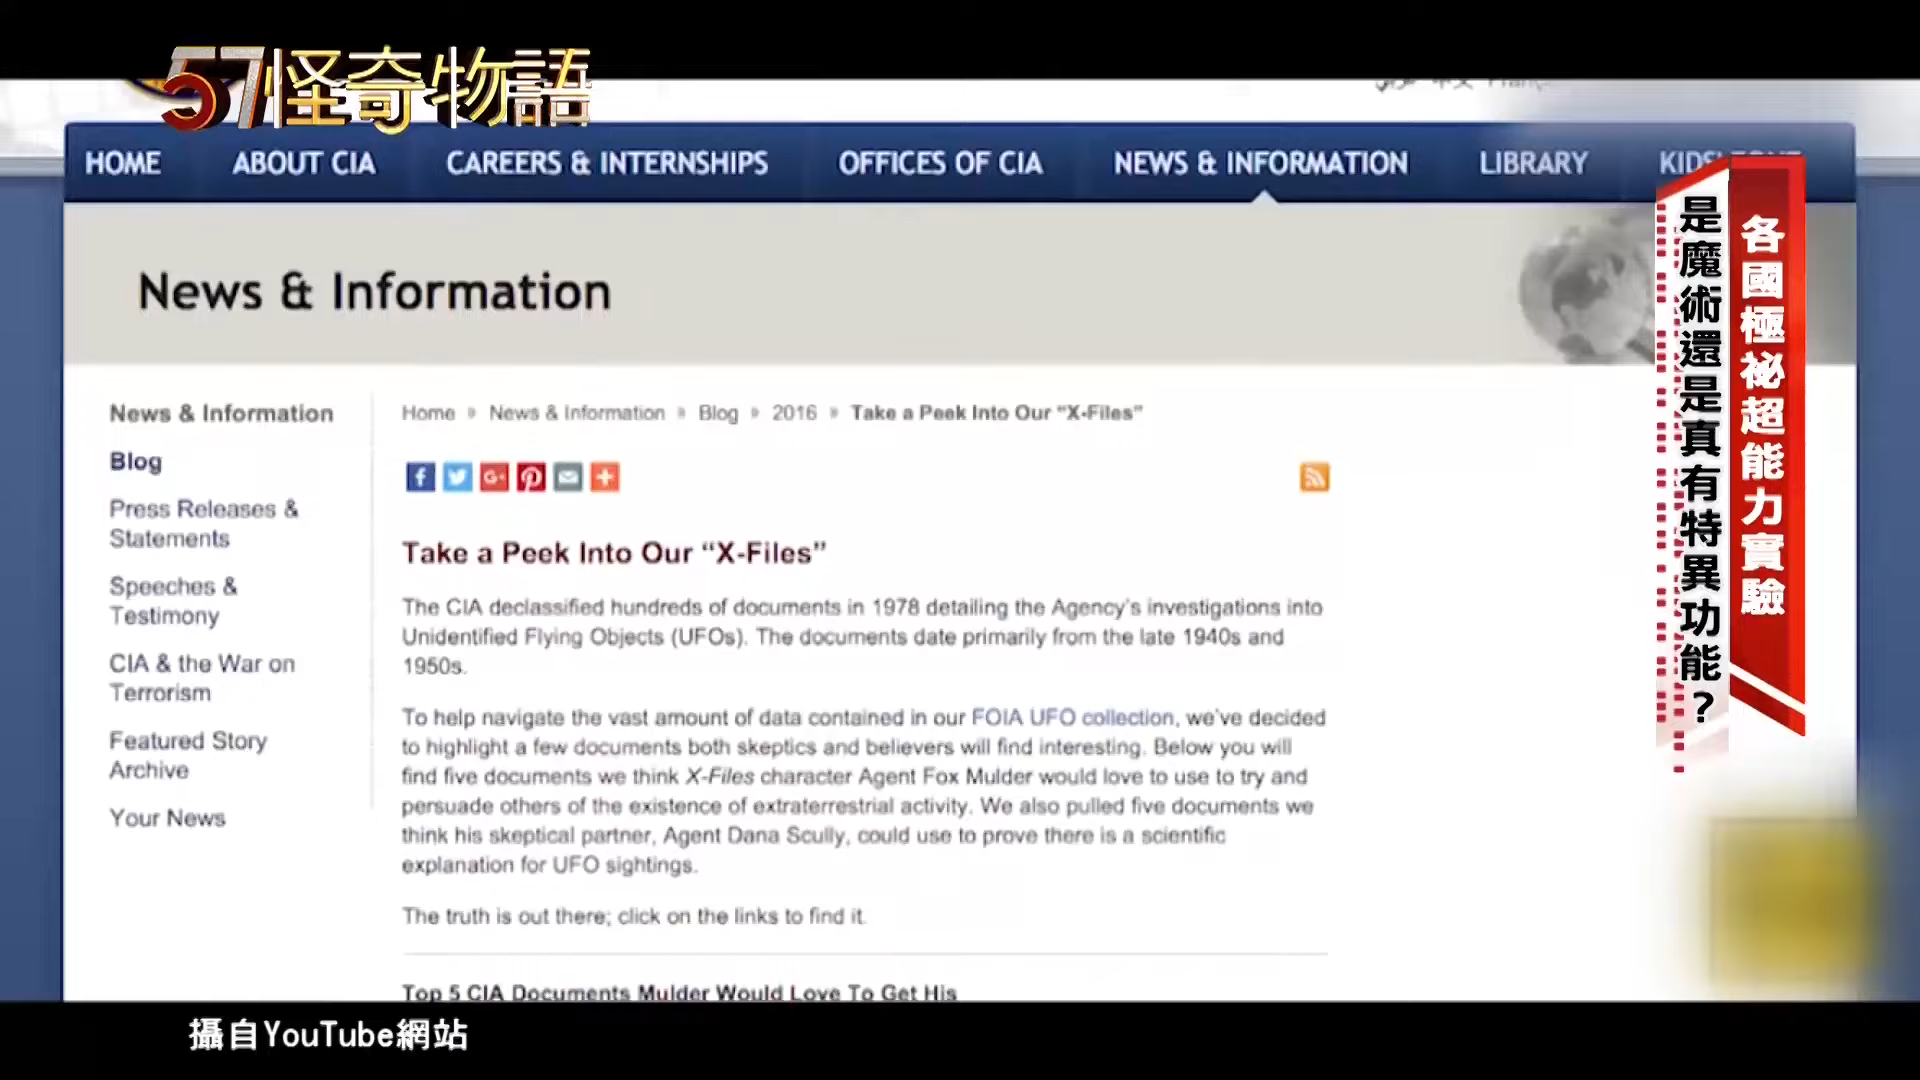 57怪奇物語
HOME
ABOUT CIA
CAREERS & INTERNSHIPS
OFFICES OF CIA
NEWS & INFORMATION
LIBRARY
News & Information
各國極祕超能力實驗
是魔術還是真有特異功能？
News & Information
Blog
Press Releases &
Statements
Speeches &
Testimony
CIA & the War on
Terrorism
Featured Story
Archive
Your News
Home » News & Information » Blog » 2016 » Take a Peek Into Our “X-Files”
Take a Peek Into Our “X-Files”
The CIA declassified hundreds of documents in 1978 detailing the Agency’s investigations into
Unidentified Flying Objects (UFOs). The documents date primarily from the late 1940s and
1950s.
To help navigate the vast amount of data contained in our FOIA UFO collection, we’ve decided
to highlight a few documents both skeptics and believers will find interesting. Below you will
find five documents we think X-Files character Agent Fox Mulder would love to use to try and
persuade others of the existence of extraterrestrial activity. We also pulled five documents we
think his skeptical partner, Agent Dana Scully, could use to prove there is a scientific
explanation for UFO sightings.
The truth is out there; click on the links to find it.
Top 5 CIA Documents Mulder Would Love To Get His
攝自YouTube網站